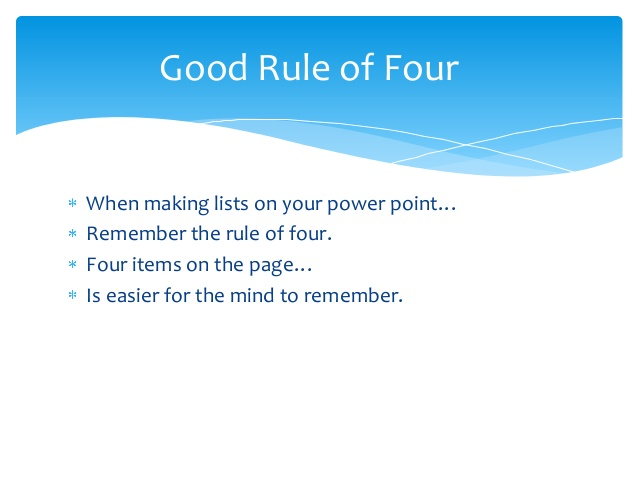 Good Rule of Four
* When making lists on your power point…
* Remember the rule of four.
* Four items on the page…
* Is easier for the mind to remember.